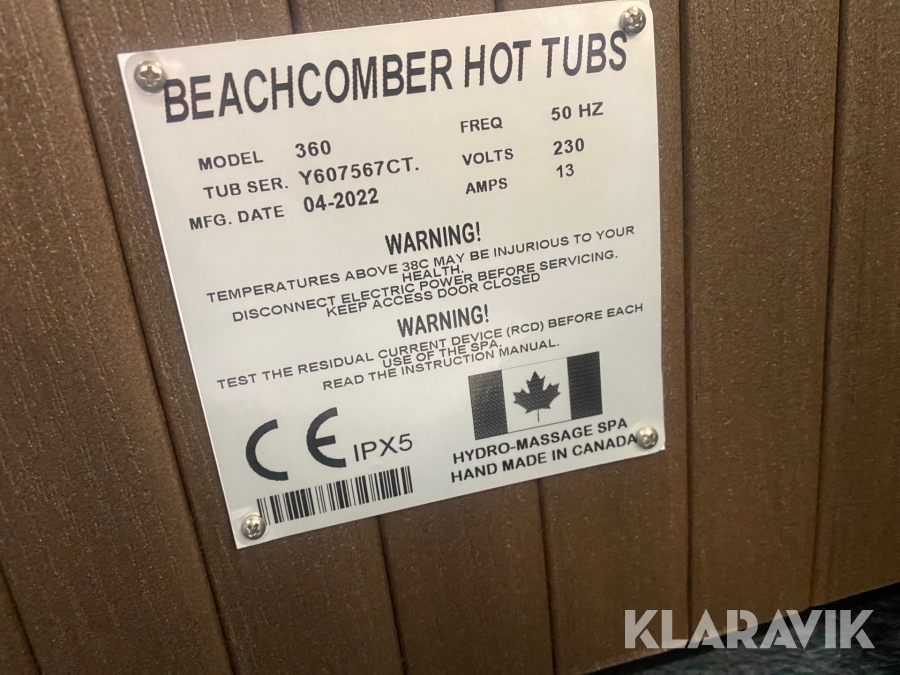 BEACHCOMBER HOT TUBS
MODEL 360 FREQ 50 HZ
TUB SER. Y607567CT. VOLTS 230
MFG. DATE 04-2022 AMPS 13
WARNING!
TEMPERATURES ABOVE 38C MAY BE INJURIOUS TO YOUR
HEALTH.
DISCONNECT ELECTRIC POWER BEFORE SERVICING.
KEEP ACCESS DOOR CLOSED
WARNING!
TEST THE RESIDUAL CURRENT DEVICE (RCD) BEFORE EACH
USE OF THE SPA.
READ THE INSTRUCTION MANUAL.
CE IPX5
HYDRO-MASSAGE SPA
HAND MADE IN CANADA
KLARAVIK